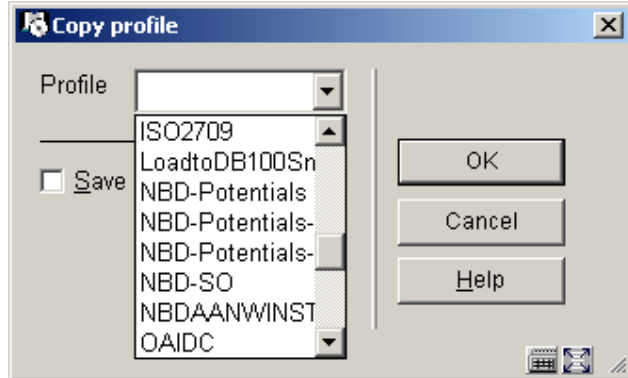 Copy profile
Profile
ISO2709
LoadtoDB100Sn
NBD-Potentials
NBD-Potentials-
NBD-Potentials-
NBD-SO
NBDAANWINST
OAIDC
Save
OK
Cancel
Help